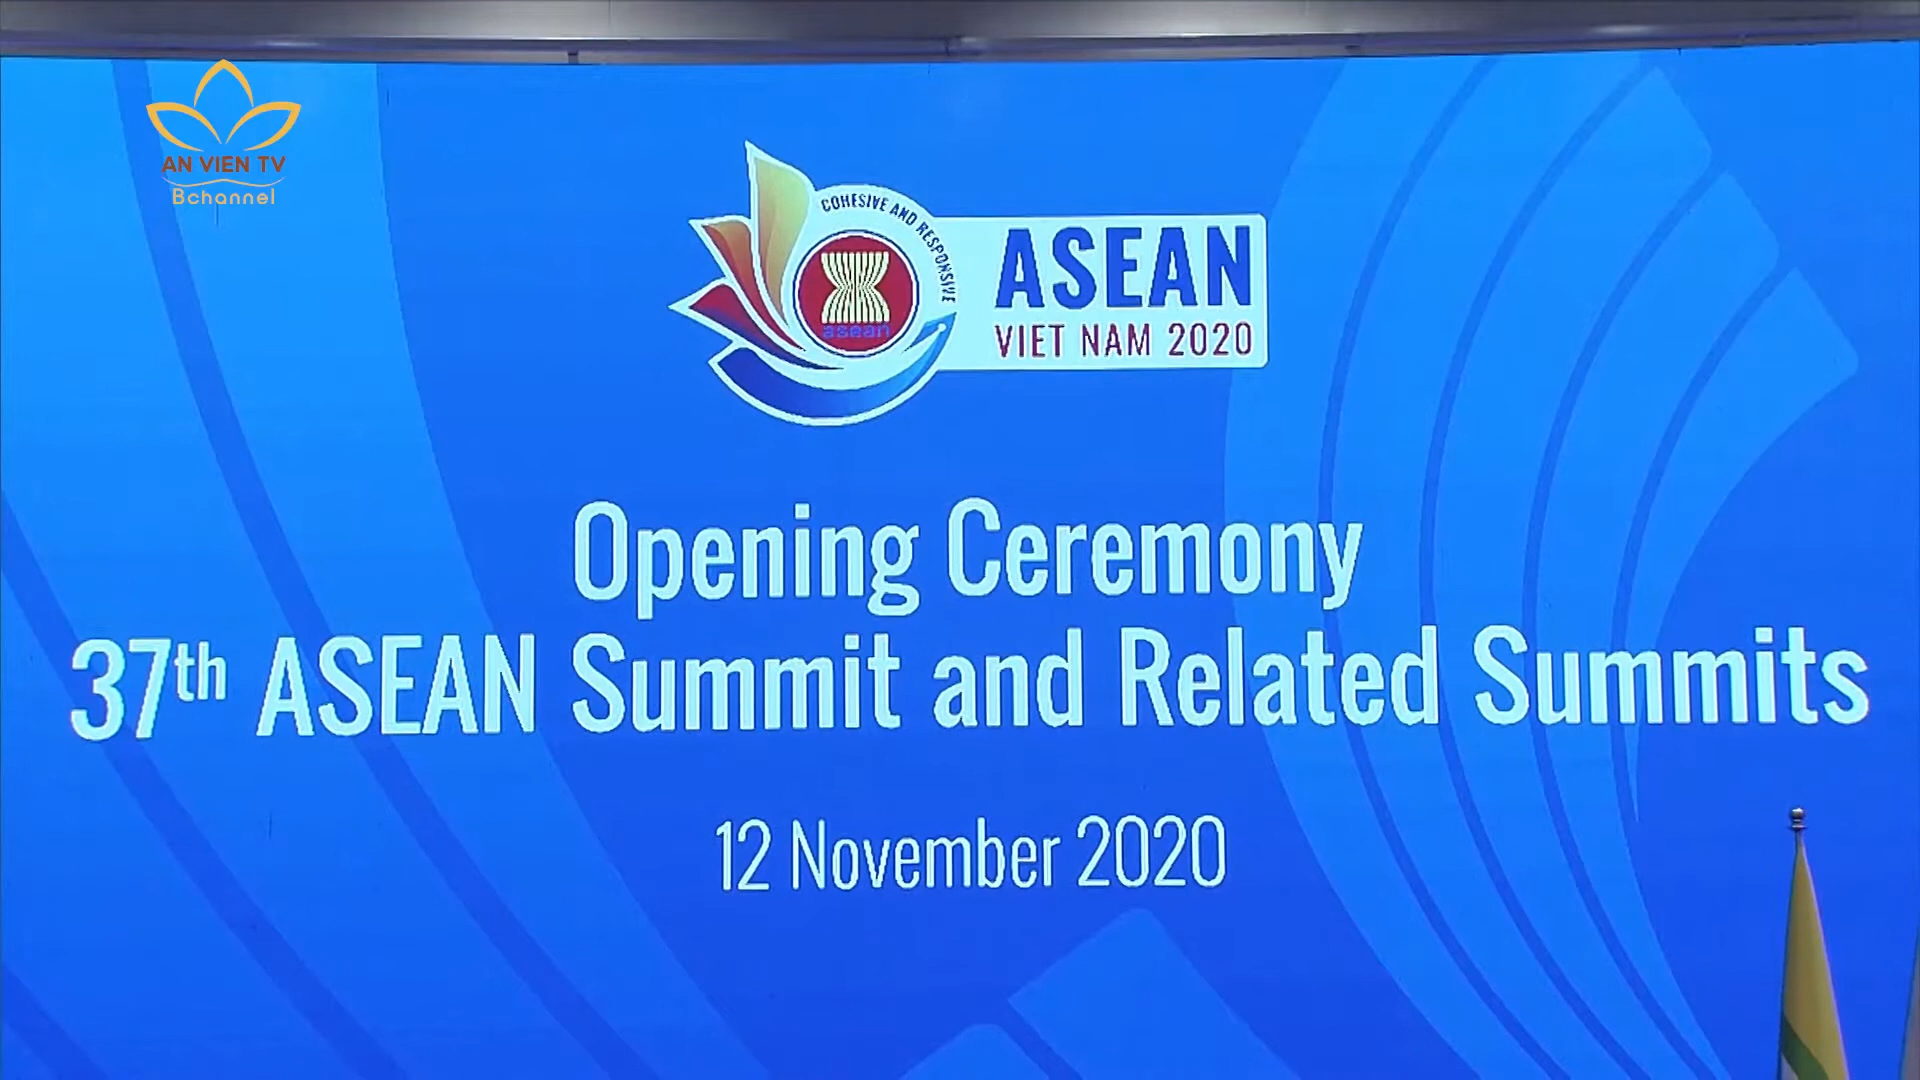 AN VIEN TV
Bchannel
COHESIVE AND RESPONSIVE
asean
ASEAN
VIET NAM 2020
Opening Ceremony
37th ASEAN Summit and Related Summits
12 November 2020